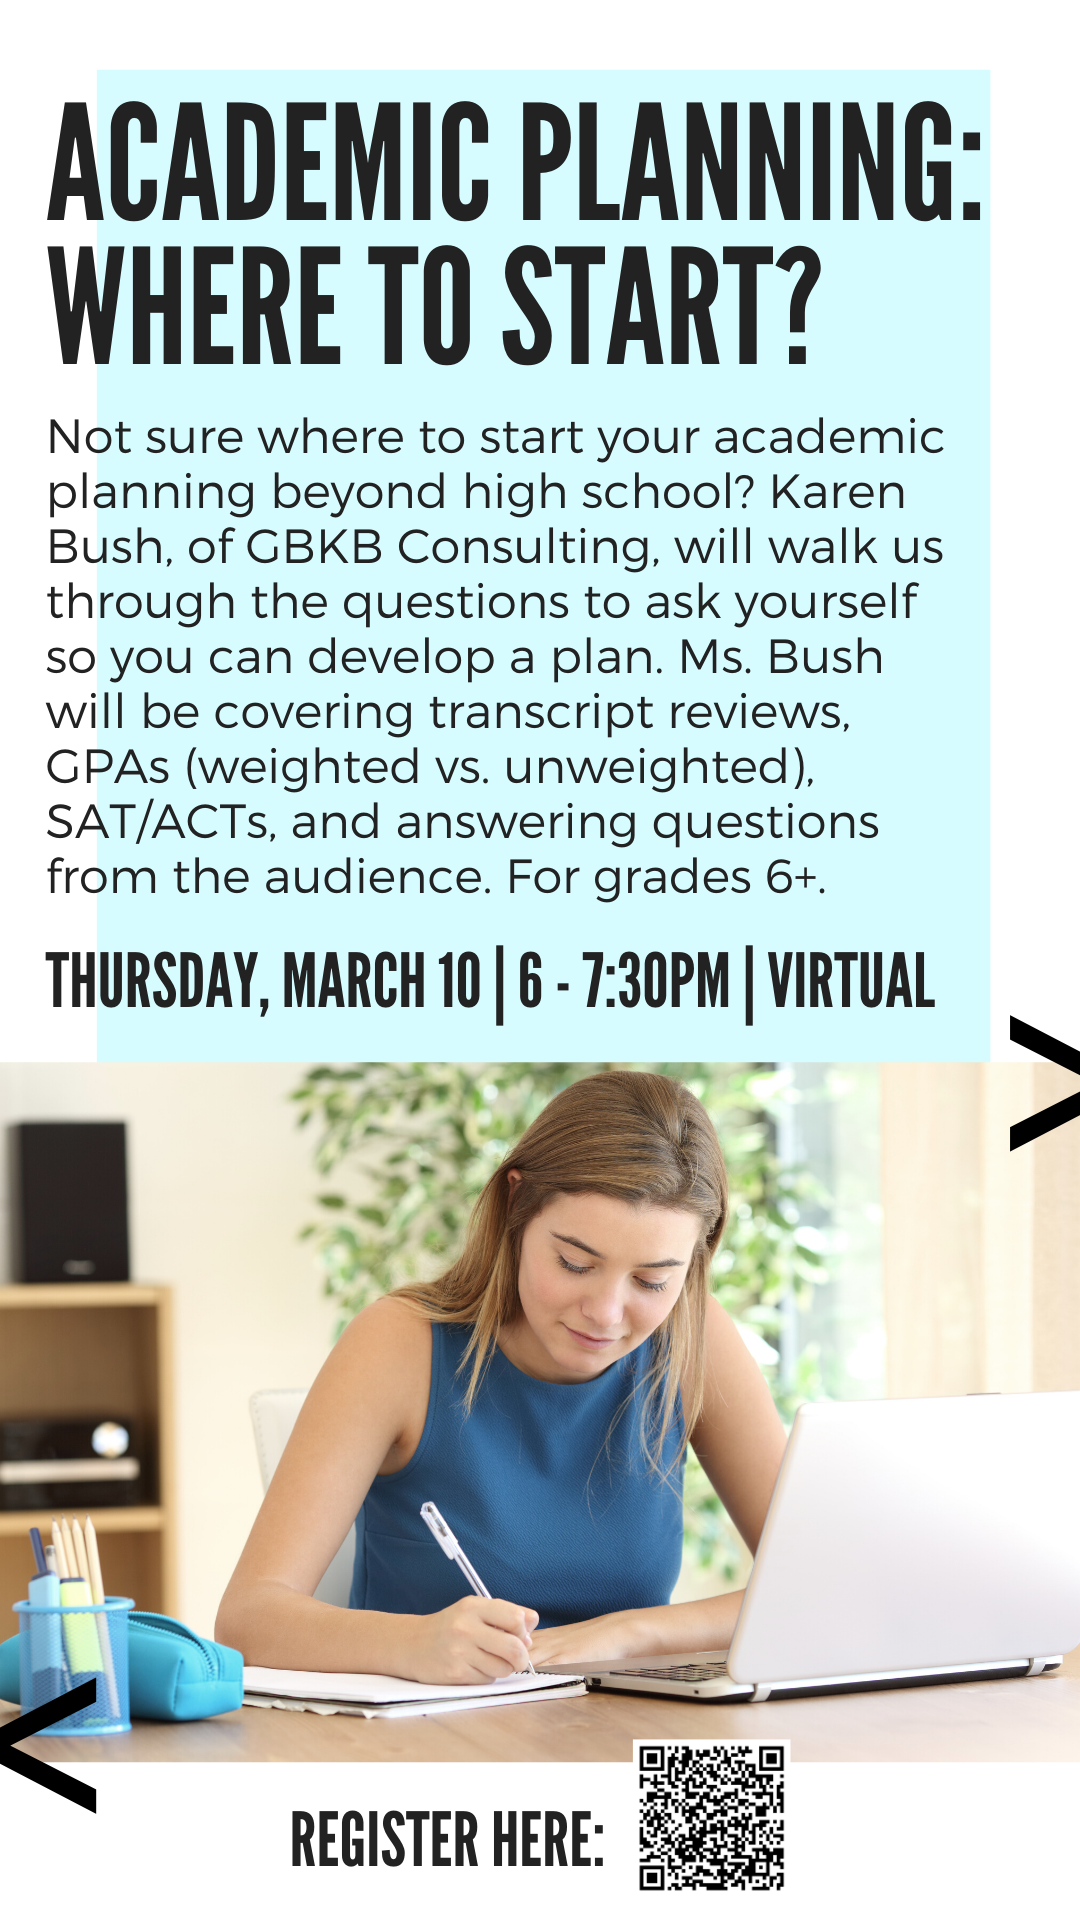 ACADEMIC PLANNING:
WHERE TO START?
Not sure where to start your academic
planning beyond high school? Karen
Bush, of GBKB Consulting, will walk us
through the questions to ask yourself
so you can develop a plan. Ms. Bush
will be covering transcript reviews,
GPAs (weighted vs. unweighted),
SAT/ACTs, and answering questions
from the audience. For grades 6+.
THURSDAY, MARCH 10 | 6 - 7:30PM | VIRTUAL
REGISTER HERE: